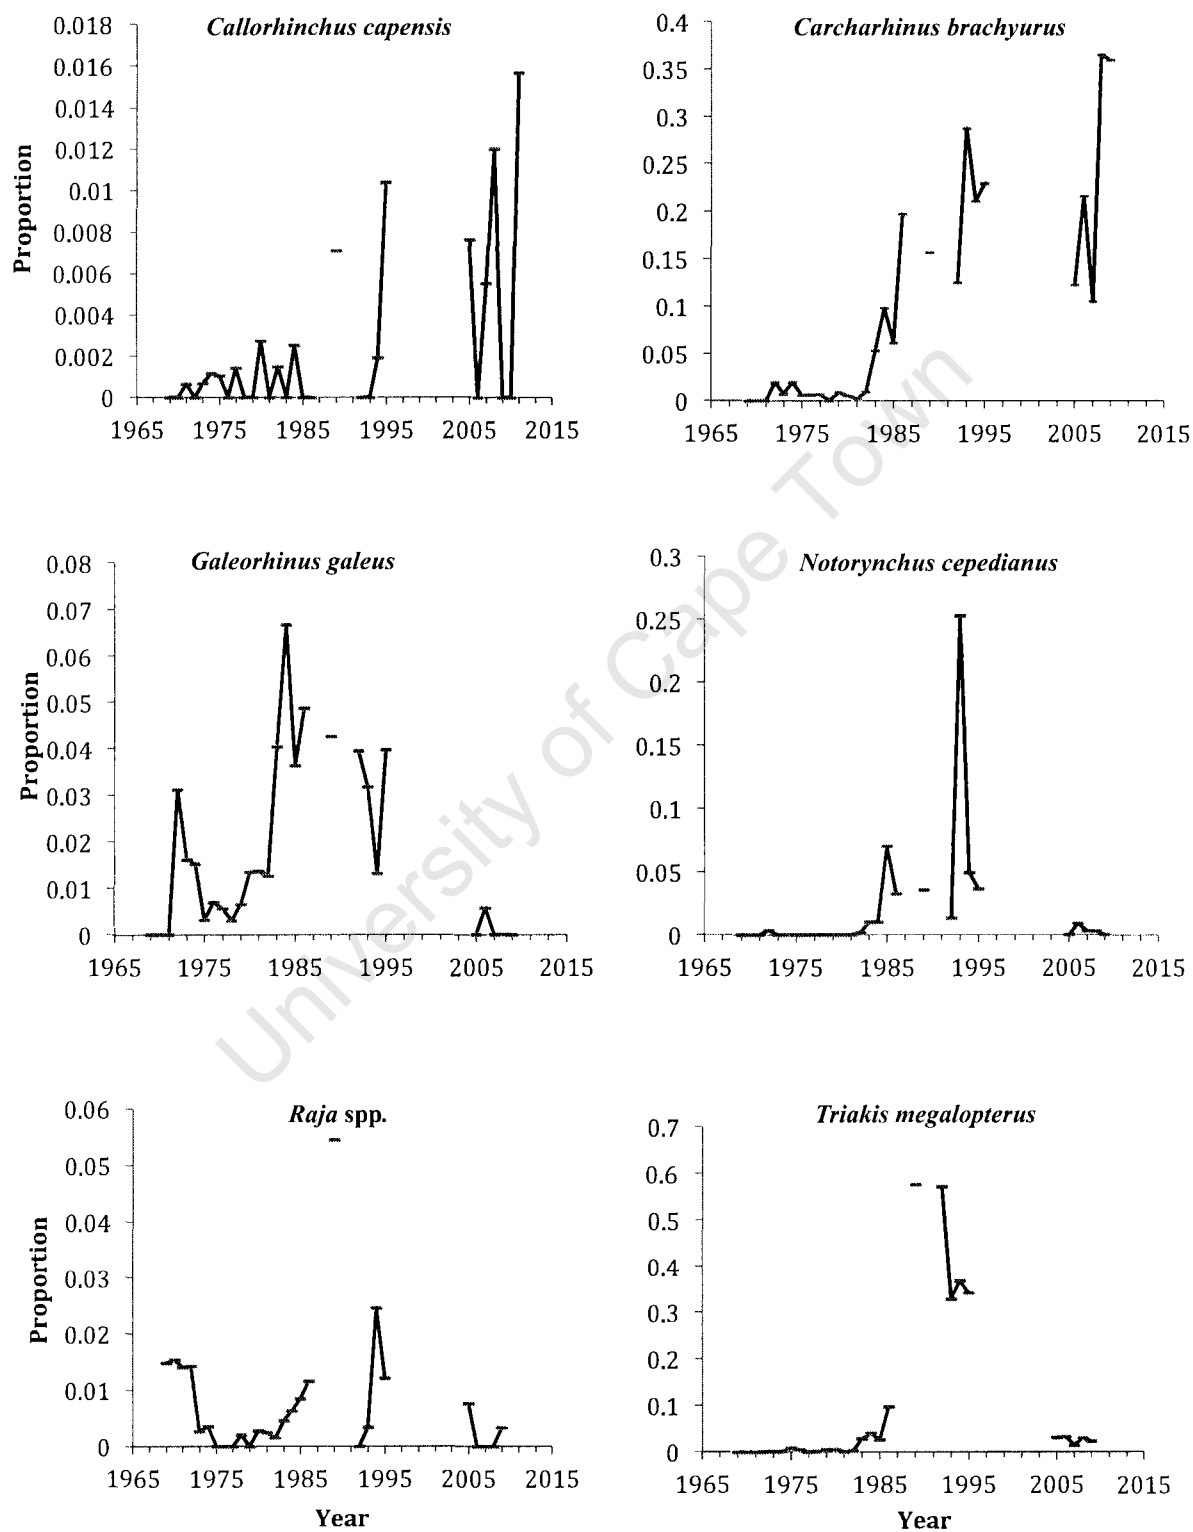 Callorhinchus capensis
Proportion
0.018
0.016
0.014
0.012
0.01
0.008
0.006
0.004
0.002
0
1965 1975 1985 1995 2005 2015
Carcharhinus brachyurus
0.4
0.35
0.3
0.25
0.2
0.15
0.1
0.05
0
1965 1975 1985 1995 2005 2015
Galeorhinus galeus
Proportion
0.08
0.07
0.06
0.05
0.04
0.03
0.02
0.01
0
1965 1975 1985 1995 2005 2015
Notorynchus cepedianus
0.3
0.25
0.2
0.15
0.1
0.05
0
1965 1975 1985 1995 2005 2015
Raja spp.
Proportion
0.06
0.05
0.04
0.03
0.02
0.01
0
1965 1975 1985 1995 2005 2015
Year
Triakis megalopterus
0.7
0.6
0.5
0.4
0.3
0.2
0.1
0
1965 1975 1985 1995 2005 2015
Year
University of Cape Town